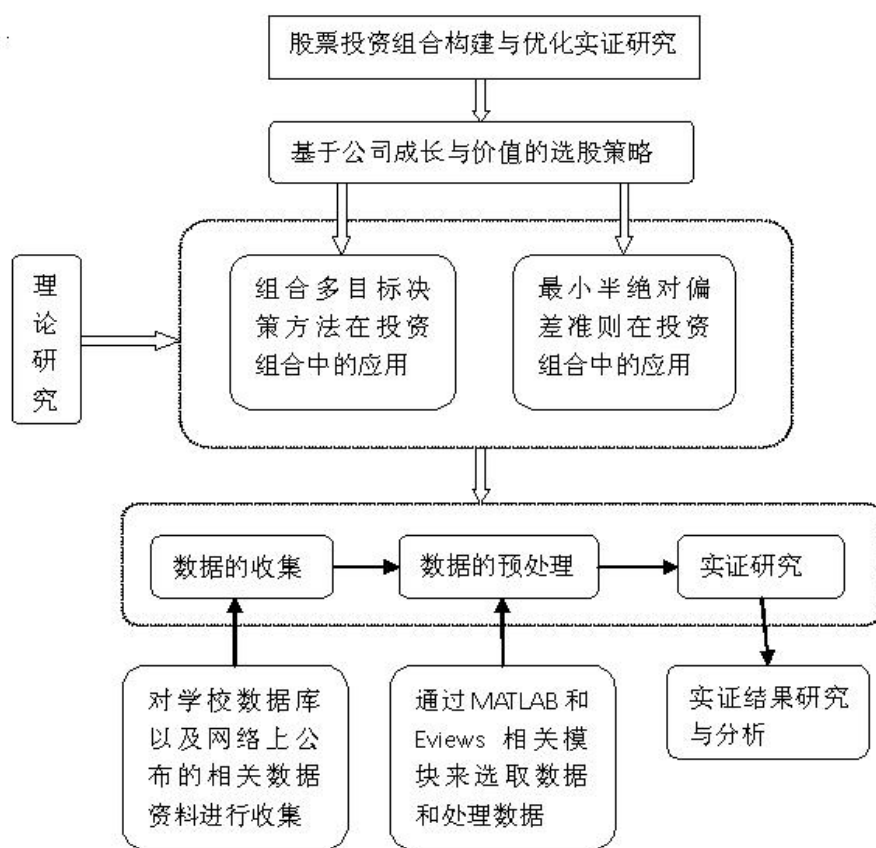 股票投资组合构建与优化实证研究
基于公司成长与价值的选股策略
理
论
研
究
组合多目标决
策方法在投资
组合中的应用
最小半绝对偏
差准则在投资
组合中的应用
数据的收集
数据的预处理
实证研究
对学校数据库
以及网络上公
布的相关数据
资料进行收集
通过MATLAB和
Eviews 相关模
块来选取数据
和处理数据
实证结果研究
与分析